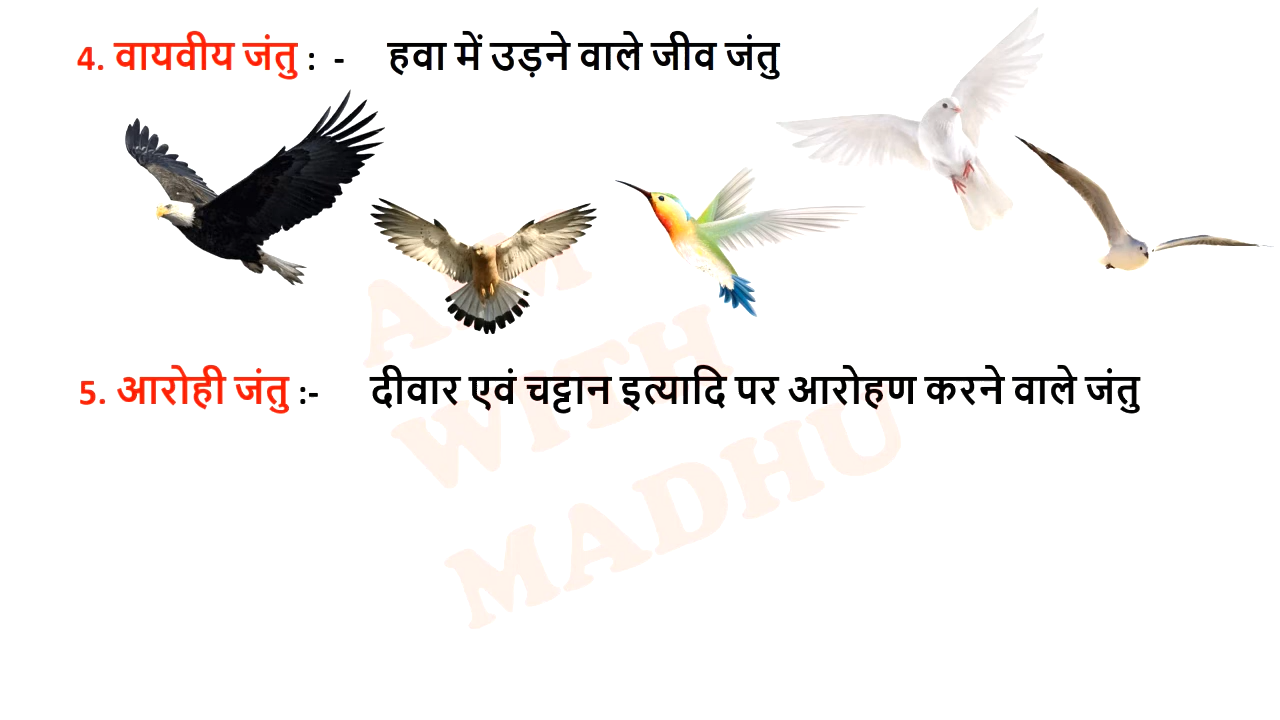 4. वायवीय जंतु : - हवा में उड़ने वाले जीव जंतु
5. आरोही जंतु :- दीवार एवं चट्टान इत्यादि पर आरोहण करने वाले जंतु
AIM
WITH
MADHU